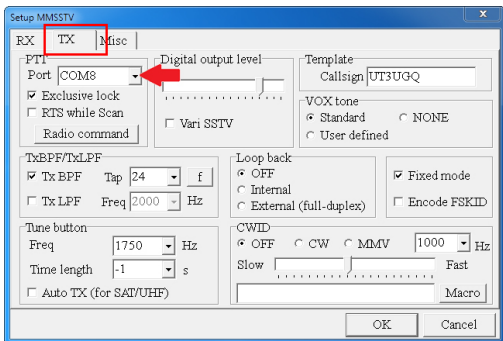 Setup MMSSTV
x
RX TX Misc
PTT
Port COM8
Exclusive lock
RTS while Scan
Radio command
Digital output level
Vari SSTV
Template
Callsign UT3UGQ
VOX tone
Standard NONE
User defined
TxBPF/TxLPF
Tx BPF Tap 24 f
Tx LPF Freq 2000 Hz
Loop back
OFF
Internal
External (full-duplex)
Fixed mode
Encode FSKID
Tune button
Freq 1750 Hz
Time length -1 s
Auto TX (for SAT/UHF)
CWID
OFF CW MMV 1000 Hz
Slow Fast
Macro
OK Cancel